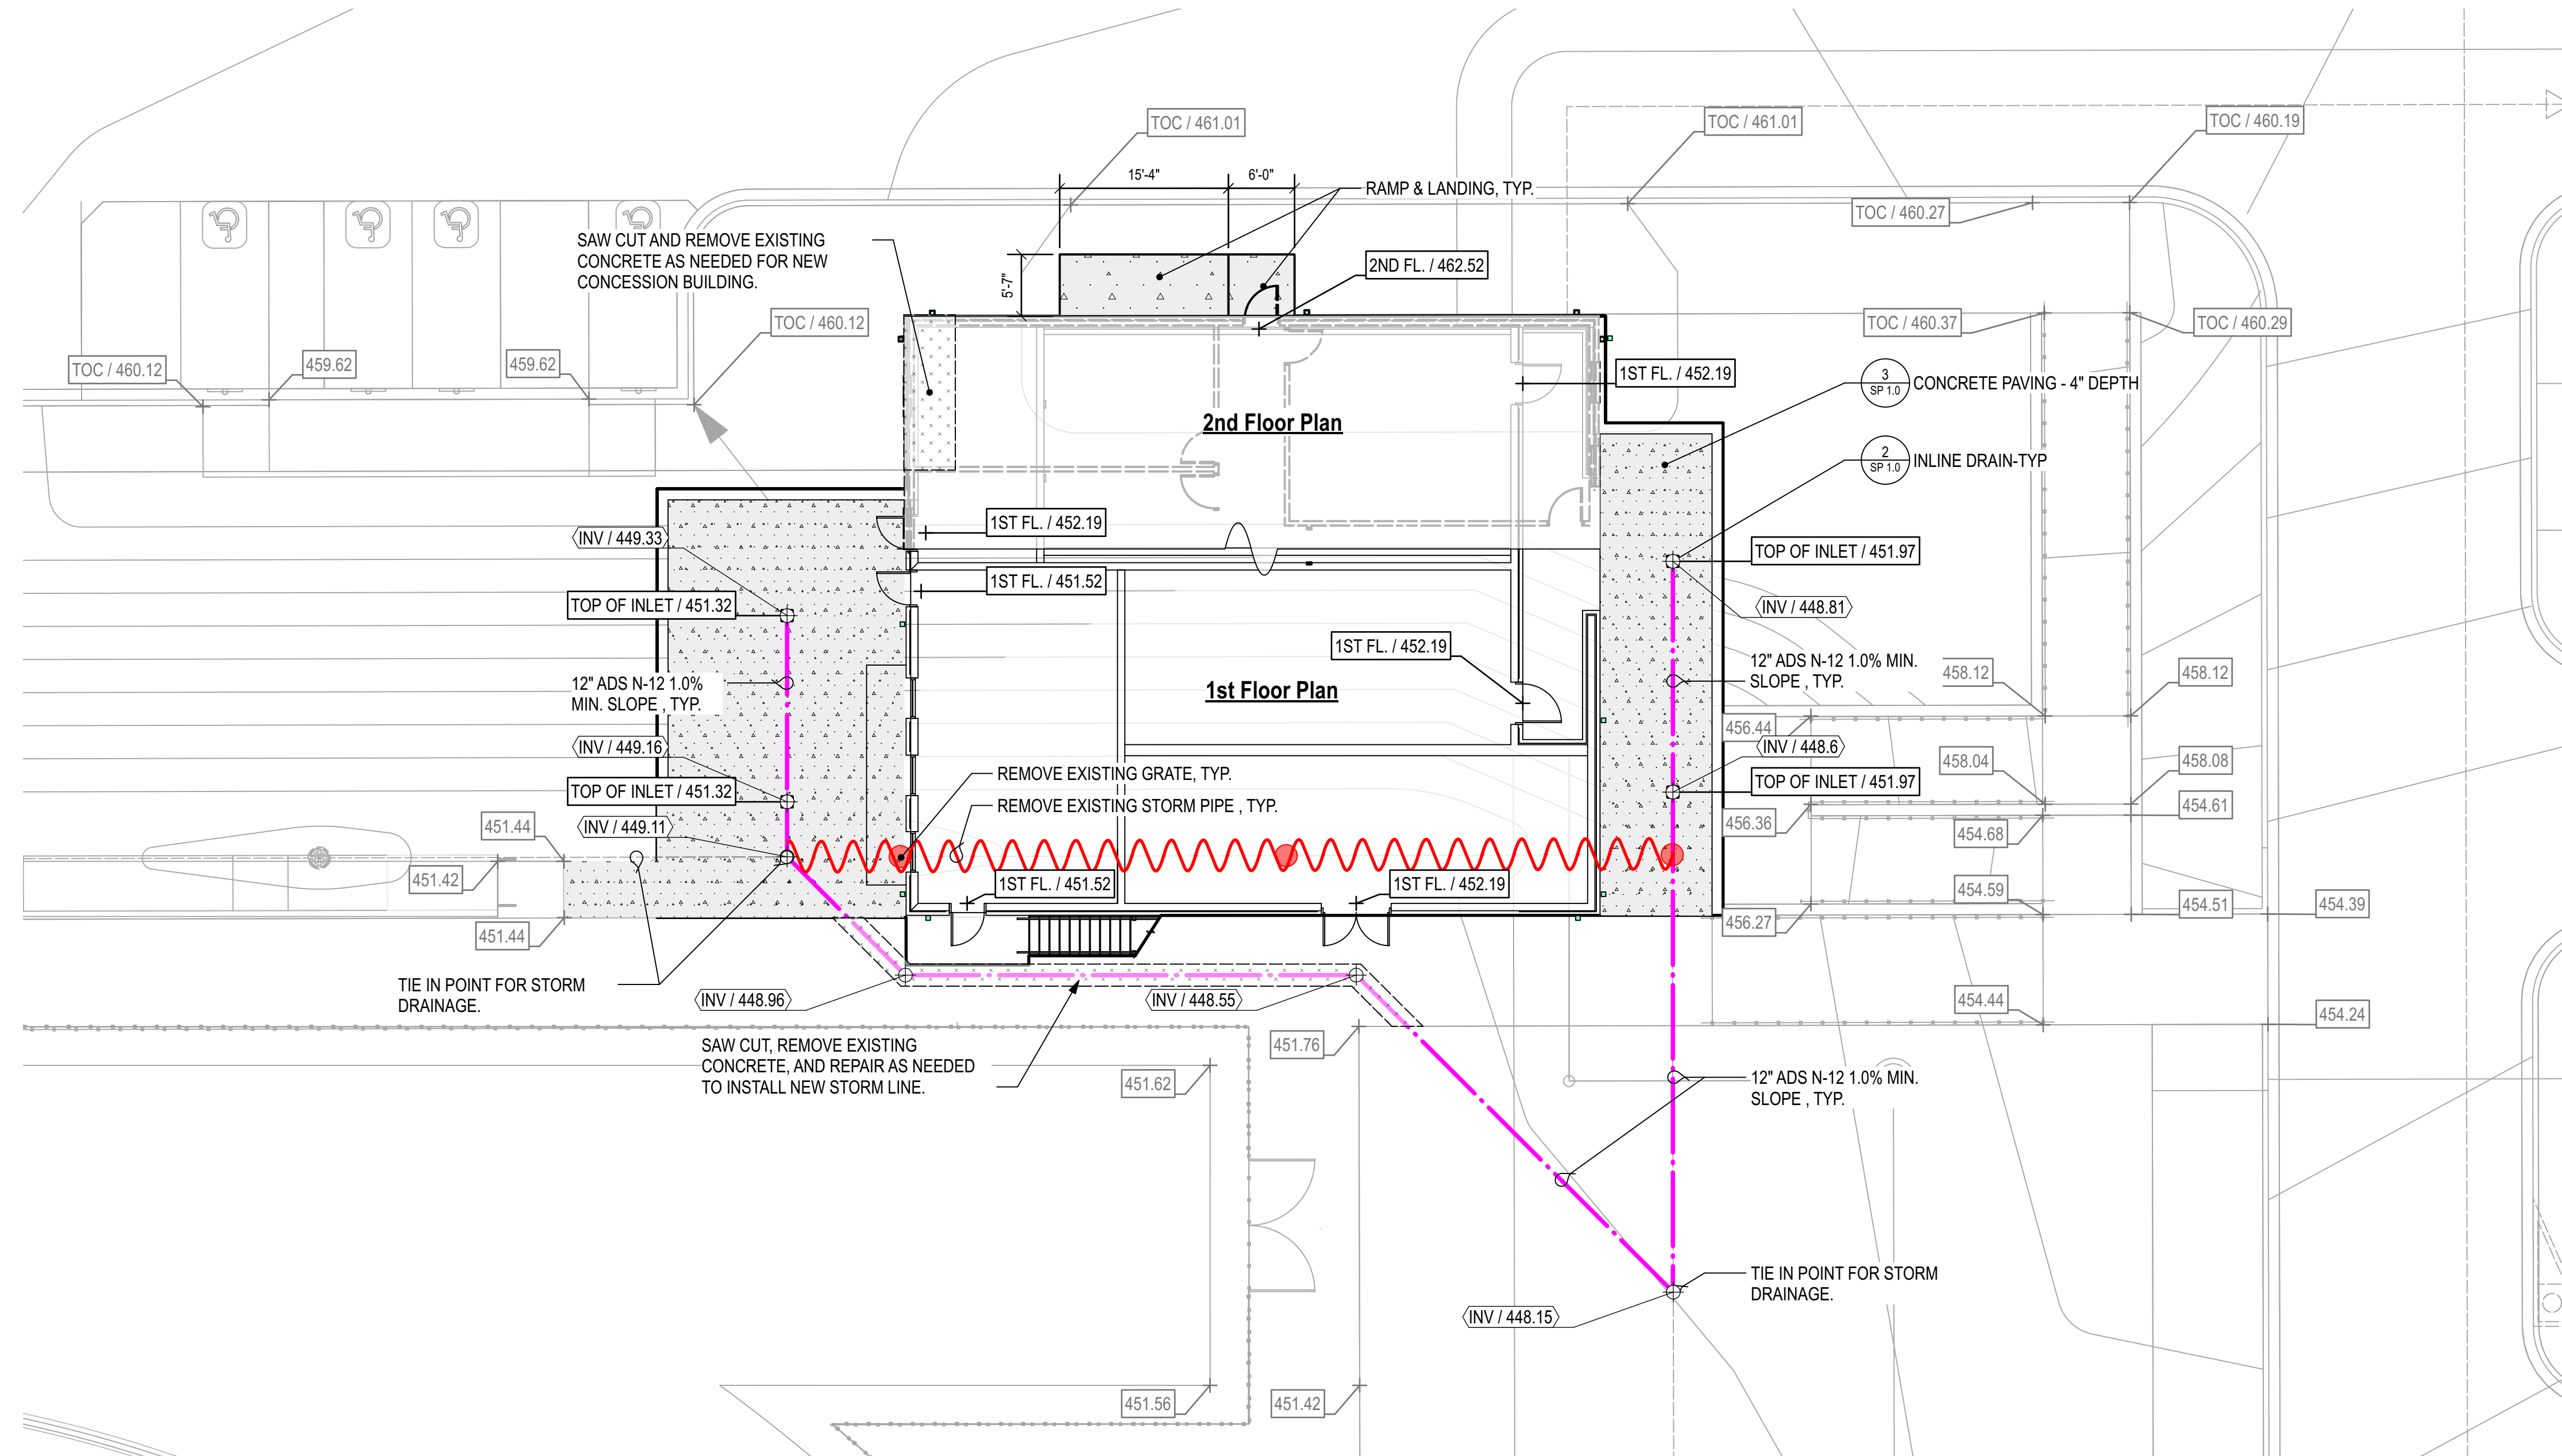 TOC / 461.01
TOC / 461.01
TOC / 460.19
15'-4"
6'-0"
RAMP & LANDING, TYP.
TOC / 460.27
SAW CUT AND REMOVE EXISTING
CONCRETE AS NEEDED FOR NEW
CONCESSION BUILDING.
2ND FL. / 462.52
5'-7"
TOC / 460.12
TOC / 460.37
TOC / 460.29
TOC / 460.12
459.62
459.62
1ST FL. / 452.19
3
SP 1.0
CONCRETE PAVING - 4" DEPTH
2nd Floor Plan
2
SP 1.0
INLINE DRAIN-TYP
1ST FL. / 452.19
INV / 449.33
TOP OF INLET / 451.97
1ST FL. / 451.52
TOP OF INLET / 451.32
INV / 448.81
1ST FL. / 452.19
12" ADS N-12 1.0% MIN.
SLOPE , TYP.
458.12
458.12
12" ADS N-12 1.0%
MIN. SLOPE , TYP.
1st Floor Plan
456.44
INV / 449.16
INV / 448.6
458.04
458.08
REMOVE EXISTING GRATE, TYP.
TOP OF INLET / 451.97
TOP OF INLET / 451.32
REMOVE EXISTING STORM PIPE , TYP.
454.61
INV / 449.11
451.44
456.36
454.68
451.42
1ST FL. / 451.52
1ST FL. / 452.19
454.59
454.51
454.39
456.27
451.44
TIE IN POINT FOR STORM
DRAINAGE.
INV / 448.96
INV / 448.55
454.44
454.24
SAW CUT, REMOVE EXISTING
CONCRETE, AND REPAIR AS NEEDED
TO INSTALL NEW STORM LINE.
451.76
451.62
12" ADS N-12 1.0% MIN.
SLOPE , TYP.
TIE IN POINT FOR STORM
DRAINAGE.
INV / 448.15
451.56
451.42